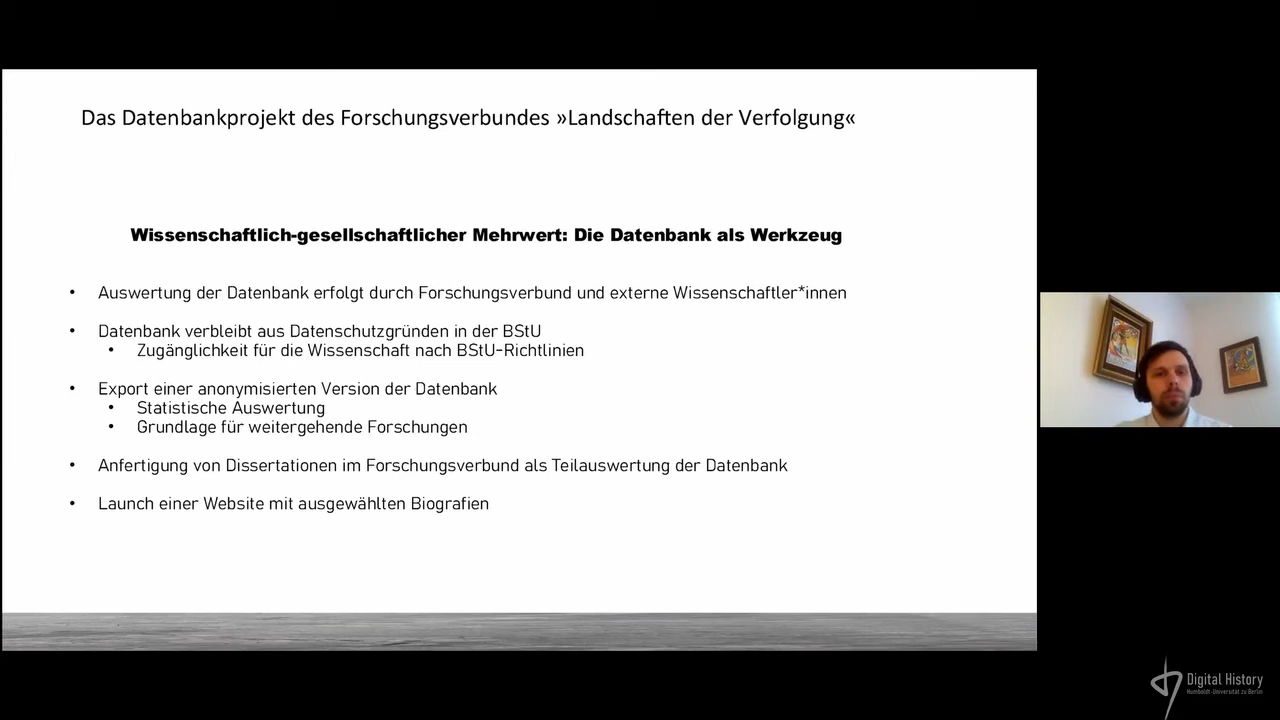 Das Datenbankprojekt des Forschungsverbundes »Landschaften der Verfolgung«
Wissenschaftlich-gesellschaftlicher Mehrwert: Die Datenbank als Werkzeug
• Auswertung der Datenbank erfolgt durch Forschungsverbund und externe Wissenschaftler*innen
• Datenbank verbleibt aus Datenschutzgründen in der BStU
• Zugänglichkeit für die Wissenschaft nach BStU-Richtlinien
• Export einer anonymisierten Version der Datenbank
• Statistische Auswertung
• Grundlage für weitergehende Forschungen
• Anfertigung von Dissertationen im Forschungsverbund als Teilauswertung der Datenbank
• Launch einer Website mit ausgewählten Biografien
Digital History
Humboldt-Universität zu Berlin